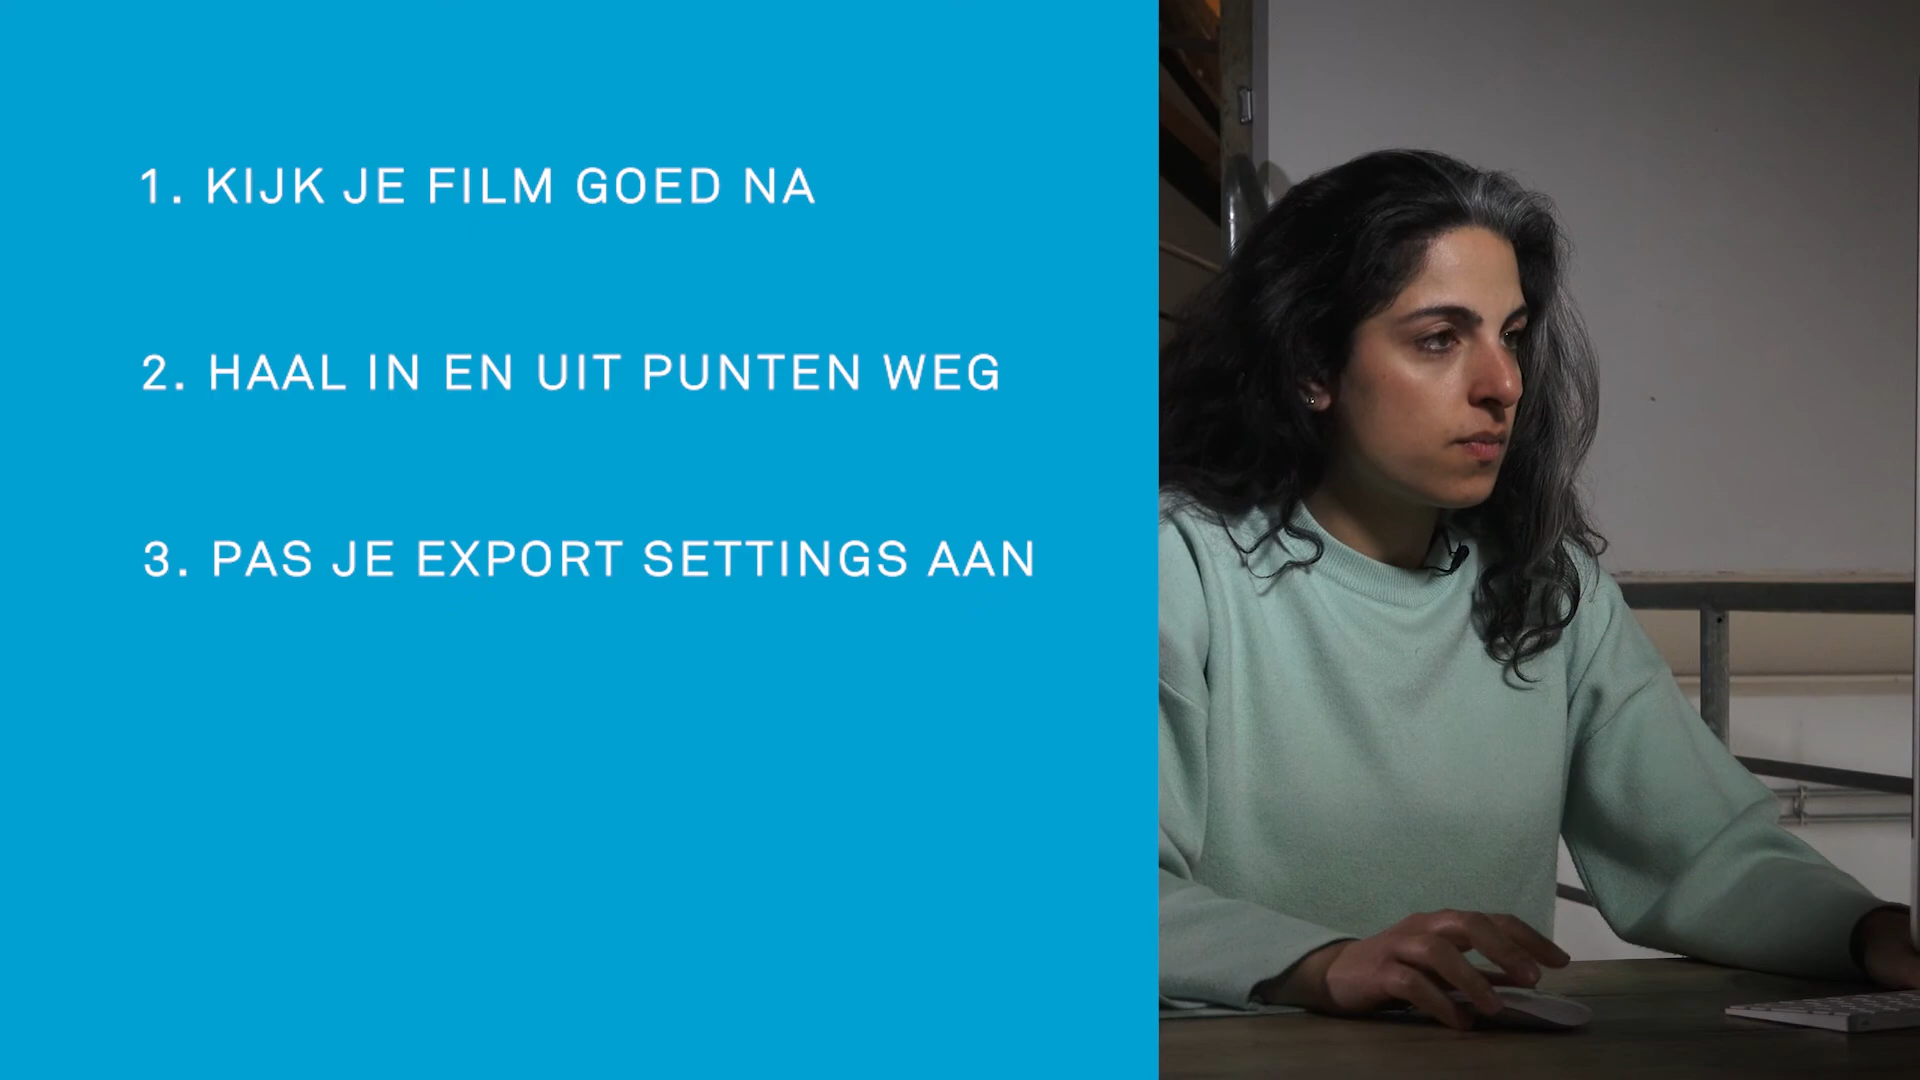 1. KIJK JE FILM GOED NA
2. HAAL IN EN UIT PUNTEN WEG
3. PAS JE EXPORT SETTINGS AAN